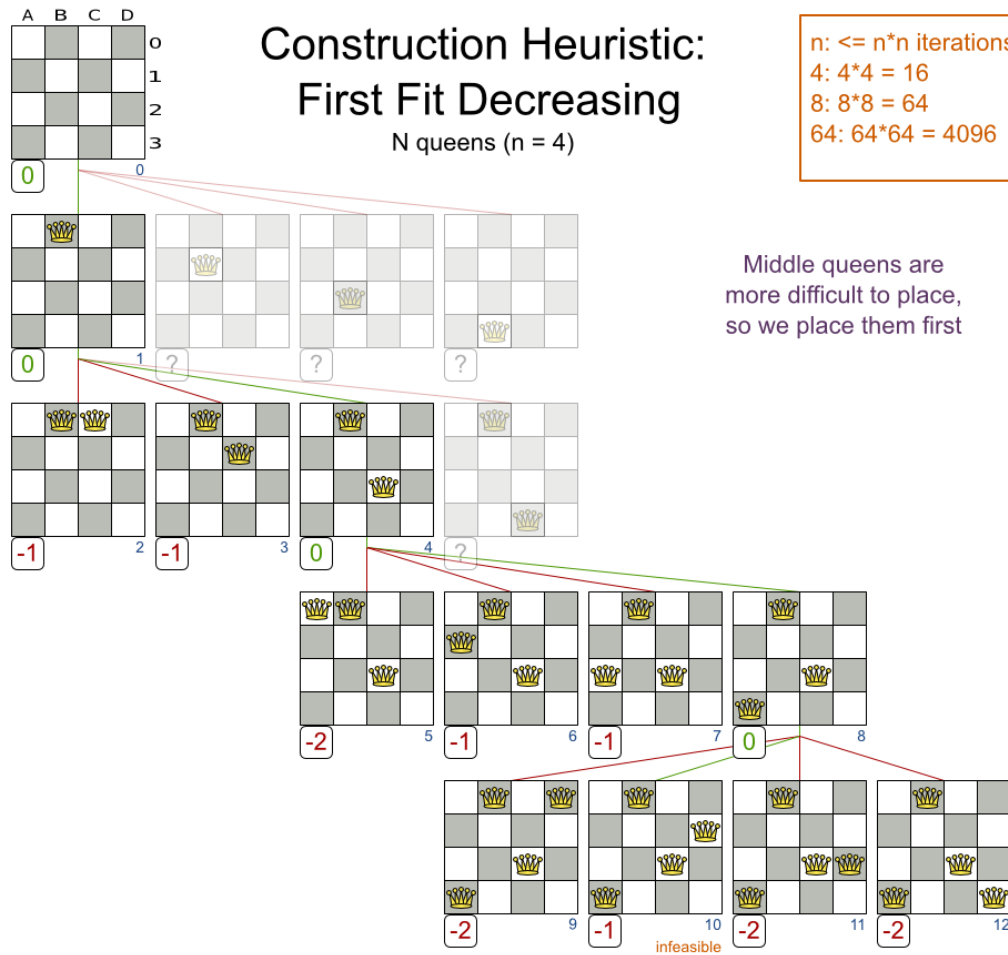 A B C D
0
1
2
3
Construction Heuristic:
First Fit Decreasing
N queens (n = 4)
n: <= n*n iterations
4: 4*4 = 16
8: 8*8 = 64
64: 64*64 = 4096
0 0
Middle queens are
more difficult to place,
so we place them first
0 1 ? ? ?
-1 2 -1 3 0 4 ?
-2 5 -1 6 -1 7 0 8
-2 9 -1 10 -2 11 -2 12
infeasible